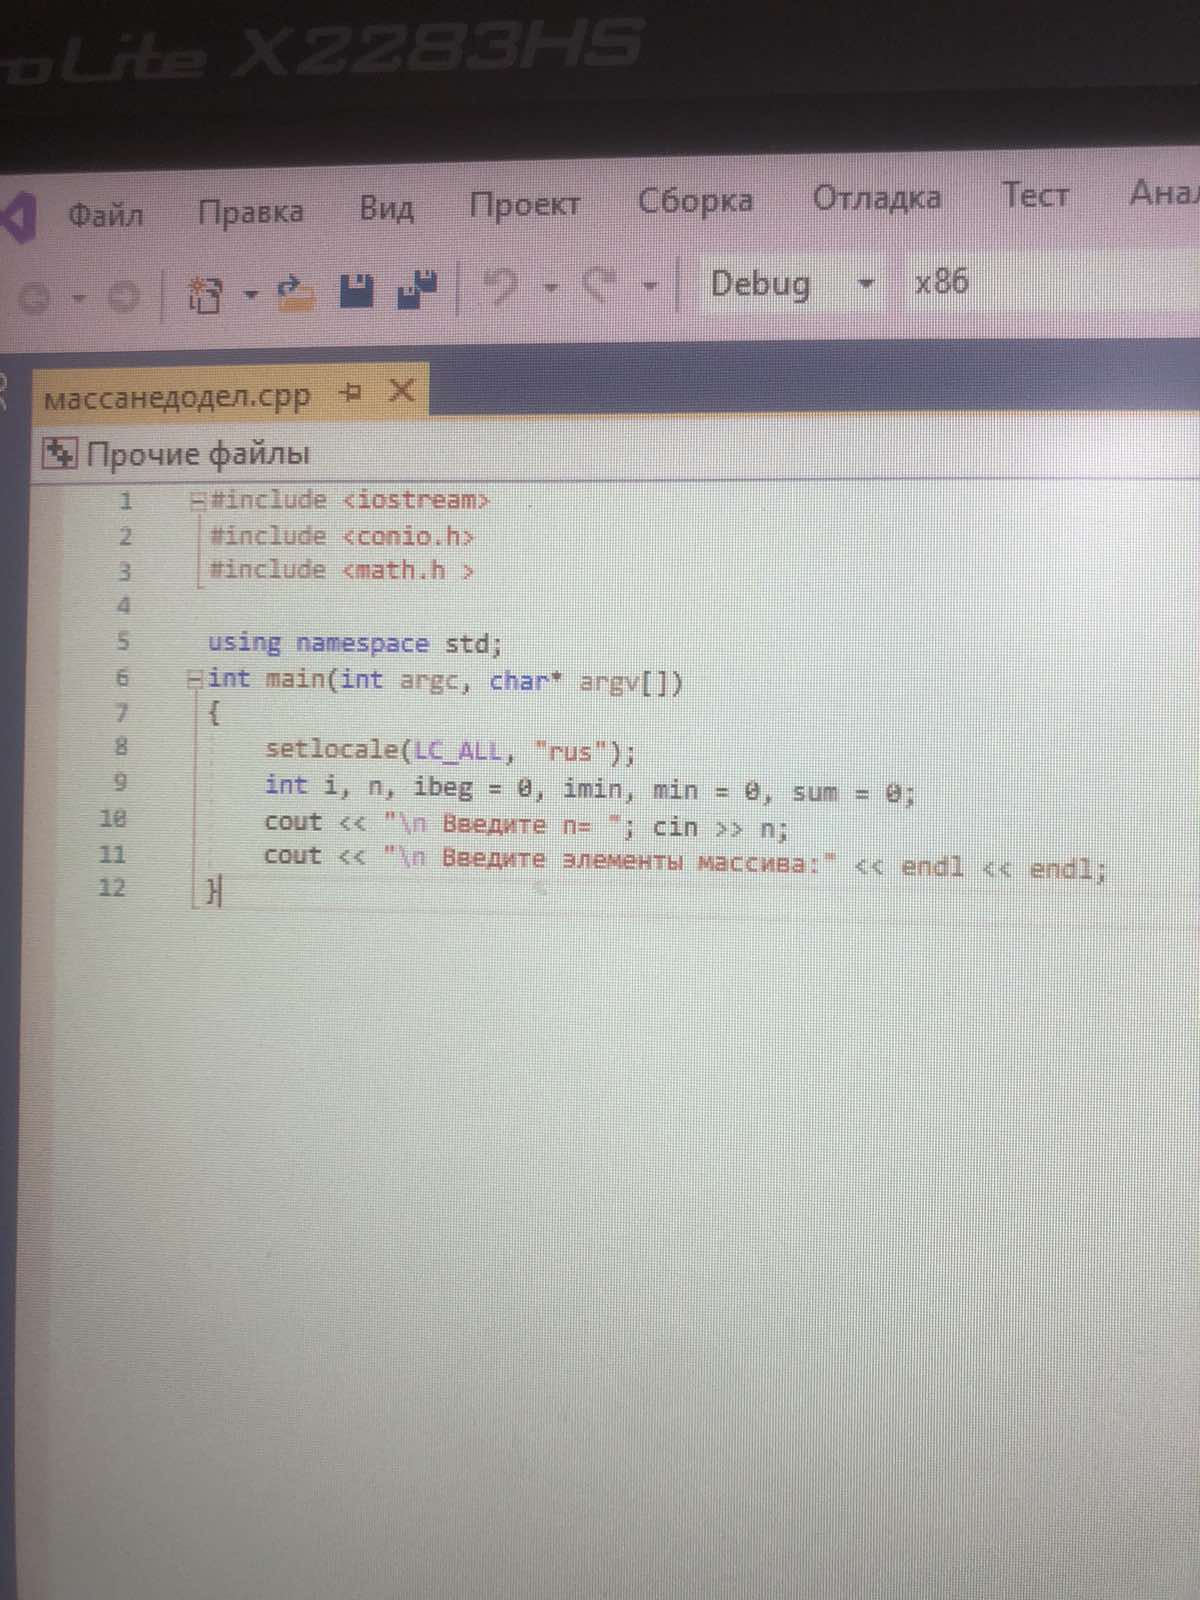 oLite X2283HS
Файл Правка Вид Проект Сборка Отладка Тест
Debug x86
массанедодел.cpp
Прочие файлы
1 #include <iostream>
2 #include <conio.h>
3 #include <math.h >
4
5 using namespace std;
6 int main(int argc, char* argv[])
7 {
8 setlocale(LC_ALL, "rus");
9 int i, n, ibeg = 0, imin, min = 0, sum = 0;
10 cout << "\n Введите n= "; cin >> n;
11 cout << "\n Введите элементы массива:" << endl << endl;
12 }